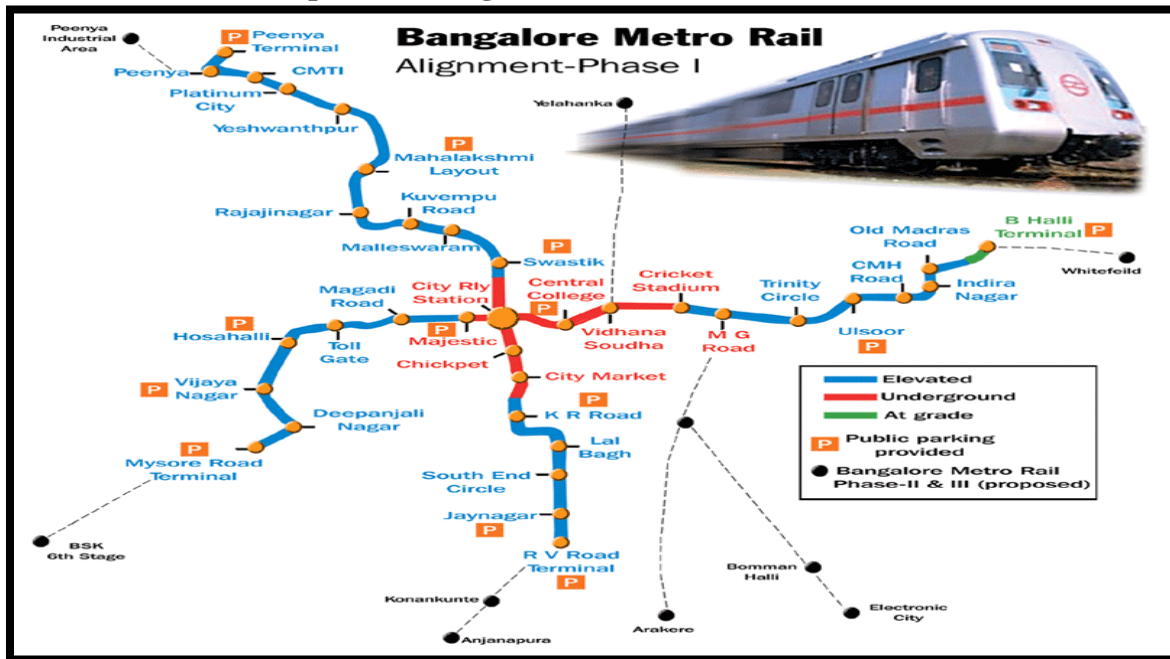 Bangalore Metro Rail
Alignment-Phase I
Peenya
Industrial
Area
P
Peenya
Terminal
Peenya
CMTI
Platinum
City
Yeshwanthpur
Yelahanka
P
Mahalakshmi
Layout
Rajajinagar
Kuvempu
Road
Malleswaram
P
Swastik
City Rly
Station
Central
College
P
Cricket
Stadium
Vidhana
Soudha
M G
Road
Trinity
Circle
Ulsoor
P
CMH
Road
Old Madras
Road
Indira
Nagar
B Halli
Terminal
P
Whitefeild
Magadi
Road
P
Majestic
Chickpet
City Market
P
Hosahalli
Toll
Gate
P
Vijaya
Nagar
Deepanjali
Nagar
P
Mysore Road
Terminal
P
K R Road
Lal
Bagh
South End
Circle
Jaynagar
P
R V Road
Terminal
P
BSK
6th Stage
Konankunte
Anjanapura
Arakere
Bomman
Halli
Electronic
City
Elevated
Underground
At grade
P Public parking
provided
Bangalore Metro Rail
Phase-II & III (proposed)